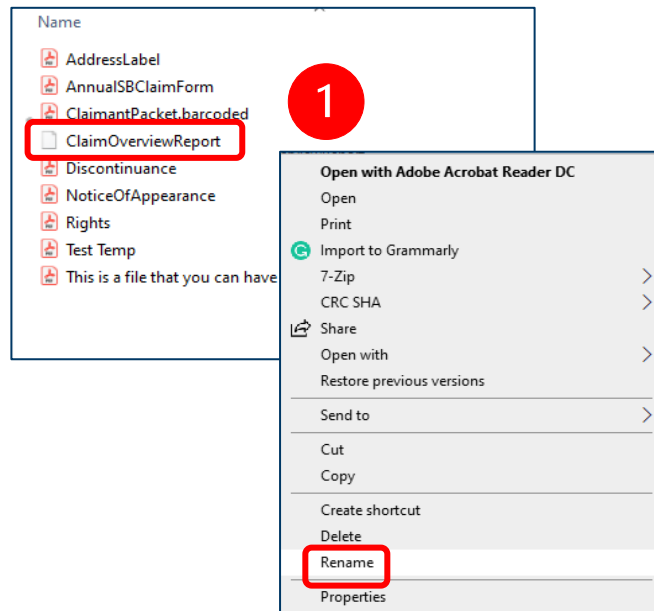 Name
AddressLabel
AnnualSBClaimForm
ClaimantPacket.barcoded
ClaimOverviewReport
Discontinuance
NoticeOfAppearance
Rights
Test Temp
This is a file that you can have
1
Open with Adobe Acrobat Reader DC
Open
Print
G Import to Grammarly
7-Zip
CRC SHA
Share
Open with
Restore previous versions
Send to
Cut
Copy
Create shortcut
Delete
Rename
Properties